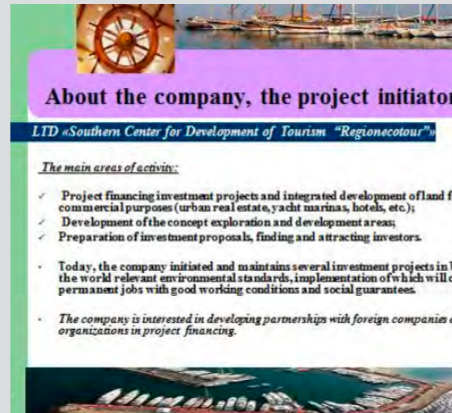 About the company, the project initiator
LTD «Southern Center for Development of Tourism “Regionecotour”»
The main areas of activity:
✓ Project financing investment projects and integrated development of land f
commercial purposes (urban real estate, yacht marinas, hotels, etc.);
✓ Development of the concept exploration and development areas;
✓ Preparation of investment proposals, finding and attracting investors.
• Today, the company initiated and maintains several investment projects in
the world relevant environmental standards, implementation of which will
permanent jobs with good working conditions and social guarantees.
• The company is interested in developing partnerships with foreign companies
organizations in project financing.